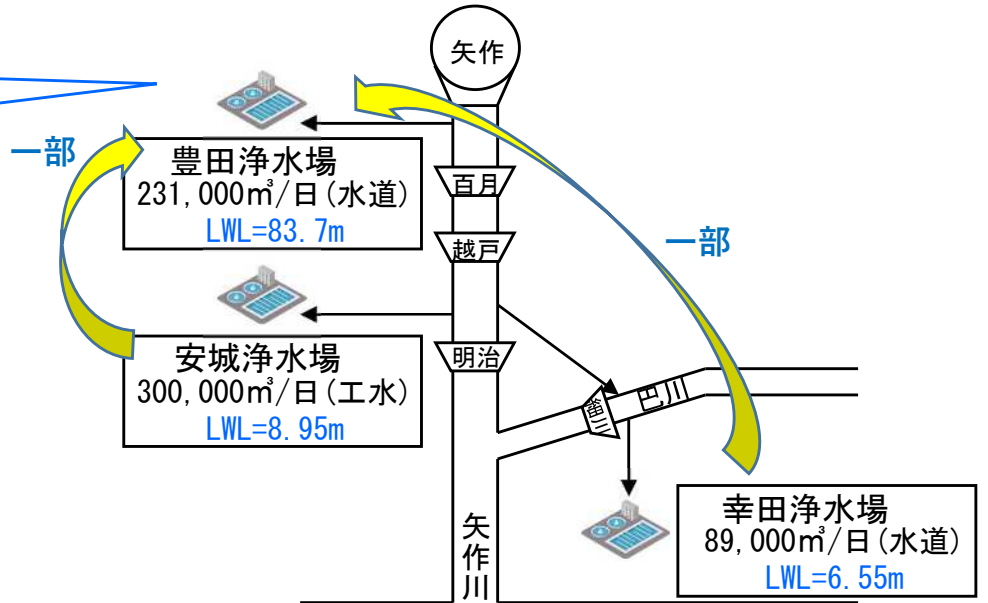 矢作
一部
豊田浄水場
231,000㎥/日(水道)
LWL=83.7m
百月
越戸
一部
安城浄水場
300,000㎥/日(工水)
LWL=8.95m
明治
巴川
矢作川
幸田浄水場
89,000㎥/日(水道)
LWL=6.55m